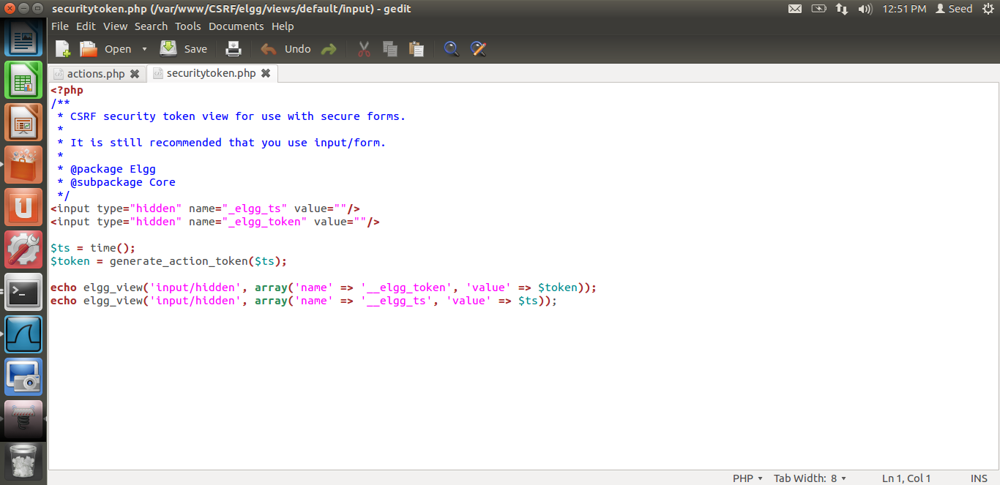 securitytoken.php (/var/www/CSRF/elgg/views/default/input) - gedit
12:51 PM Seed
File Edit View Search Tools Documents Help
Open Save Undo
actions.php securitytoken.php
<?php
/**
 * CSRF security token view for use with secure forms.
 *
 * It is still recommended that you use input/form.
 *
 * @package Elgg
 * @subpackage Core
 */
<input type="hidden" name="_elgg_ts" value=""/>
<input type="hidden" name="_elgg_token" value=""/>
$ts = time();
$token = generate_action_token($ts);
echo elgg_view('input/hidden', array('name' => '__elgg_token', 'value' => $token));
echo elgg_view('input/hidden', array('name' => '__elgg_ts', 'value' => $ts));
PHP Tab Width: 8 Ln 1, Col 1 INS